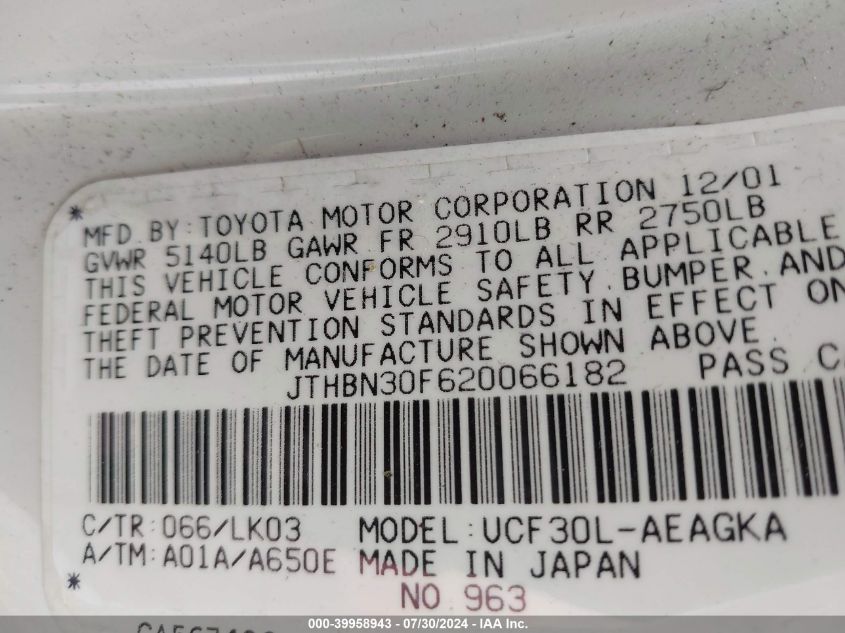 MFD. BY: TOYOTA MOTOR CORPORATION 12/01
GVWR 5140LB GAWR FR 2910LB RR 2750LB
THIS VEHICLE CONFORMS TO ALL APPLICABLE
FEDERAL MOTOR VEHICLE SAFETY, BUMPER, AND
THEFT PREVENTION STANDARDS IN EFFECT ON
THE DATE OF MANUFACTURE SHOWN ABOVE.
JTHBN30F620066182 PASS
C/TR:066/LK03 MODEL:UCF30L-AEAGKA
A/TM:A01A/A650E MADE IN JAPAN
NO.963
000-39958943 / 07/30/2024 - © IAA Inc.